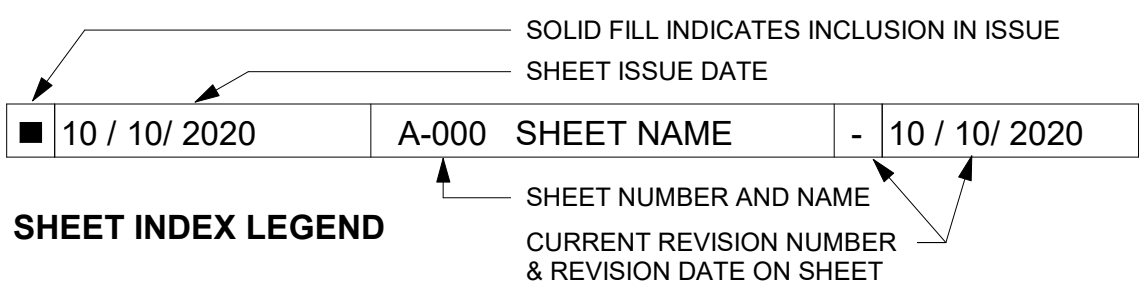 SOLID FILL INDICATES INCLUSION IN ISSUE
SHEET ISSUE DATE
■ 10 / 10/ 2020 A-000 SHEET NAME - 10 / 10/ 2020
SHEET NUMBER AND NAME
SHEET INDEX LEGEND
CURRENT REVISION NUMBER
& REVISION DATE ON SHEET